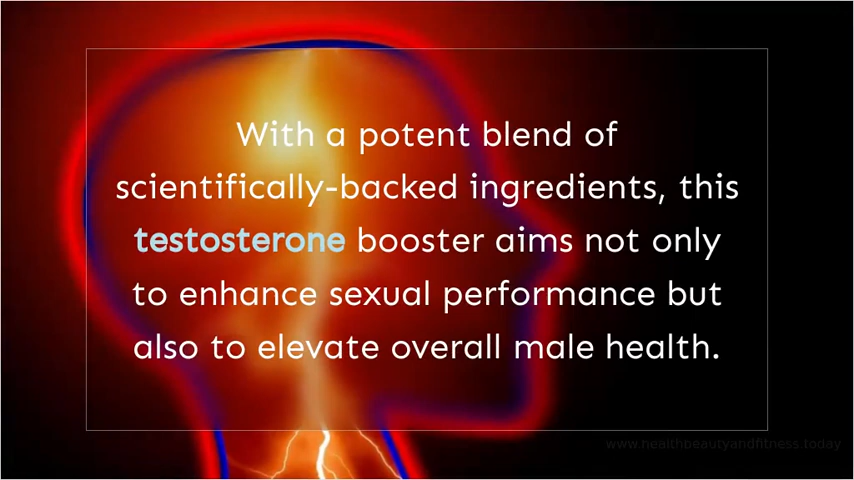 With a potent blend of
scientifically-backed ingredients, this
testosterone booster aims not only
to enhance sexual performance but
also to elevate overall male health.
www.healthbeautyandfitness.today